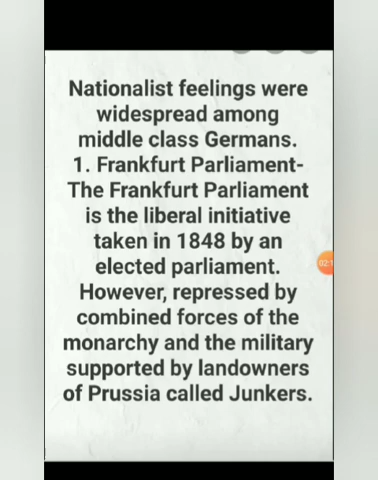 Nationalist feelings were
widespread among
middle class Germans.
1. Frankfurt Parliament-
The Frankfurt Parliament
is the liberal initiative
taken in 1848 by an
elected parliament.
However, repressed by
combined forces of the
monarchy and the military
supported by landowners
of Prussia called Junkers.